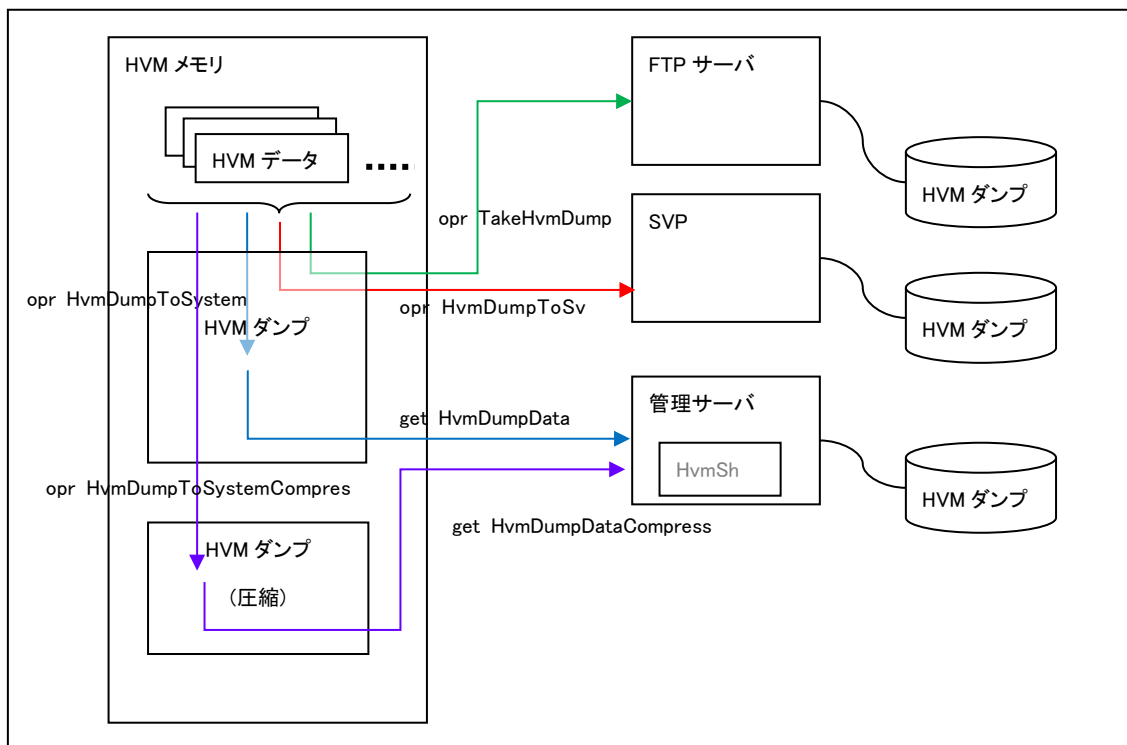 HVM メモリ
HVM データ
....
FTP サーバ
HVM ダンプ
opr TakeHvmDump
SVP
opr HvmDumpToSystem
opr HvmDumpToSv
HVM ダンプ
HVM ダンプ
管理サーバ
get HvmDumpData
HvmSh
opr HvmDumpToSystemCompres
HVM ダンプ
get HvmDumpDataCompress
HVM ダンプ
(圧縮)